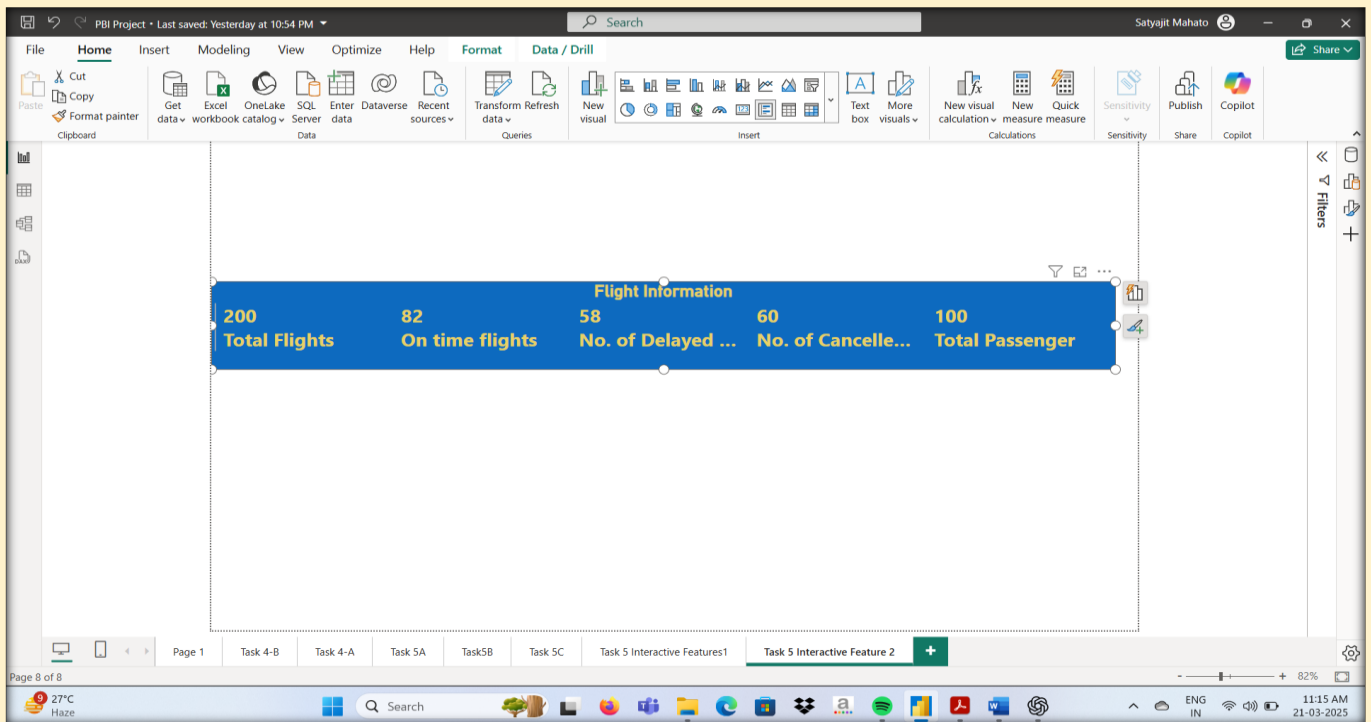 PBI Project • Last saved: Yesterday at 10:54 PM
Search
Satyajit Mahato
File Home Insert Modeling View Optimize Help Format Data / Drill
Share
Paste
Cut
Copy
Format painter
Clipboard
Get data
Excel workbook
OneLake catalog
SQL Server
Enter data
Dataverse
Recent sources
Data
Transform data
Refresh
Queries
New visual
Text box
More visuals
Insert
New visual calculation
New measure
Quick measure
Calculations
Sensitivity
Sensitivity
Publish
Share
Copilot
Copilot
Filters
Flight Information
200 82 58 60 100
Total Flights On time flights No. of Delayed ... No. of Cancelle... Total Passenger
Page 1 Task 4-B Task 4-A Task 5A Task5B Task 5C Task 5 Interactive Features1 Task 5 Interactive Feature 2 +
Page 8 of 8
- + 82%
9
27°C
Haze
Search
ENG
IN
11:15 AM
21-03-2025